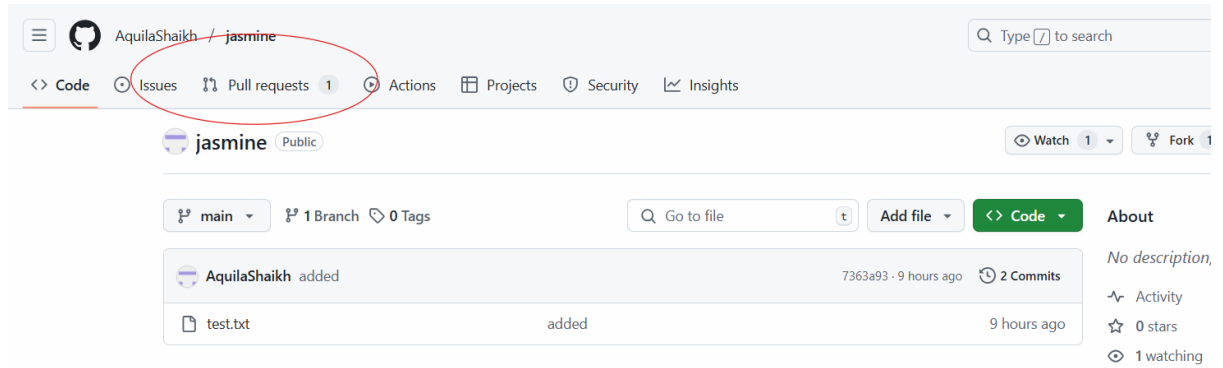 AquilaShaikh / jasmine
Type / to search
Code Issues Pull requests 1 Actions Projects Security Insights
jasmine Public
Watch 1 Fork 1
main 1 Branch 0 Tags
Go to file t Add file Code
About
AquilaShaikh added 7363a93 · 9 hours ago 2 Commits
No description,
test.txt added 9 hours ago
Activity
0 stars
1 watching